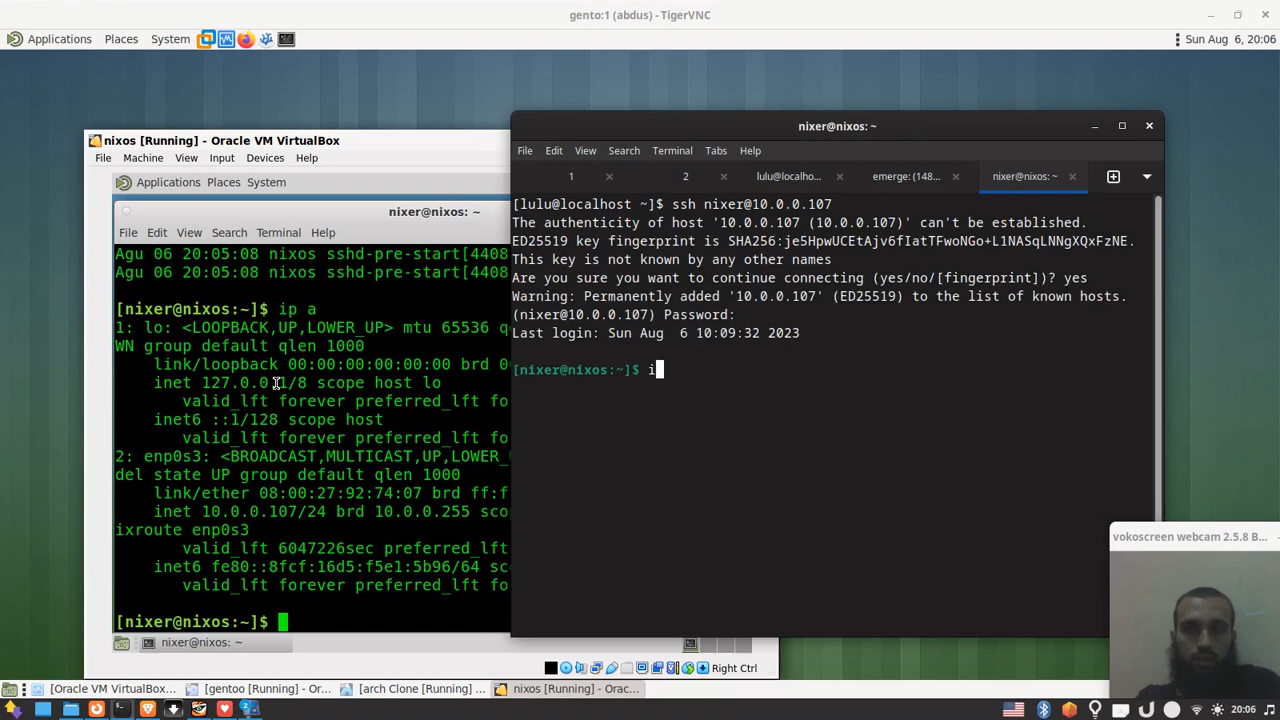 gento:1 (abdus) - TigerVNC
Applications Places System
Sun Aug 6, 20:06
nixos [Running] - Oracle VM VirtualBox
File Machine View Input Devices Help
Applications Places System
nixer@nixos: ~
File Edit View Search Terminal Help
Agu 06 20:05:08 nixos sshd-pre-start[4408
Agu 06 20:05:08 nixos sshd-pre-start[4408
[nixer@nixos:~]$ ip a
1: lo: <LOOPBACK,UP,LOWER_UP> mtu 65536 q
WN group default qlen 1000
link/loopback 00:00:00:00:00:00 brd 0
inet 127.0.0.1/8 scope host lo
valid_lft forever preferred_lft fo
inet6 ::1/128 scope host
valid_lft forever preferred_lft fo
2: enp0s3: <BROADCAST,MULTICAST,UP,LOWER_
del state UP group default qlen 1000
link/ether 08:00:27:92:74:07 brd ff:f
inet 10.0.0.107/24 brd 10.0.0.255 sco
ixroute enp0s3
valid_lft 6047226sec preferred_lft
inet6 fe80::8fcf:16d5:f5e1:5b96/64 sc
valid_lft forever preferred_lft fo
[nixer@nixos:~]$
nixer@nixos: ~
Right Ctrl
nixer@nixos: ~
File Edit View Search Terminal Tabs Help
1 2 lulu@localho... emerge: (148... nixer@nixos: ~
[lulu@localhost ~]$ ssh nixer@10.0.0.107
The authenticity of host '10.0.0.107 (10.0.0.107)' can't be established.
ED25519 key fingerprint is SHA256:je5HpwUCEtAjv6fIatTFwoNGo+L1NASqLNNgXQxFzNE.
This key is not known by any other names
Are you sure you want to continue connecting (yes/no/[fingerprint])? yes
Warning: Permanently added '10.0.0.107' (ED25519) to the list of known hosts.
(nixer@10.0.0.107) Password:
Last login: Sun Aug  6 10:09:32 2023
[nixer@nixos:~]$ i
vokoscreen webcam 2.5.8 B...
[Oracle VM VirtualBox... [gentoo [Running] - Or... [arch Clone [Running] ... nixos [Running] - Orac...
20:06